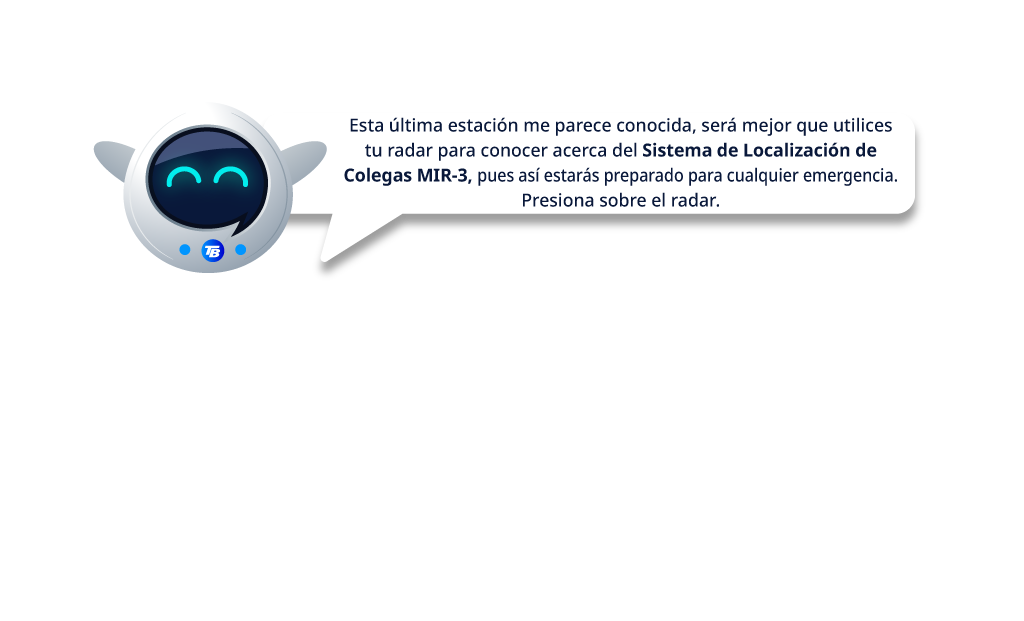 Esta última estación me parece conocida, será mejor que utilices
tu radar para conocer acerca del Sistema de Localización de
Colegas MIR-3, pues así estarás preparado para cualquier emergencia.
Presiona sobre el radar.
TB